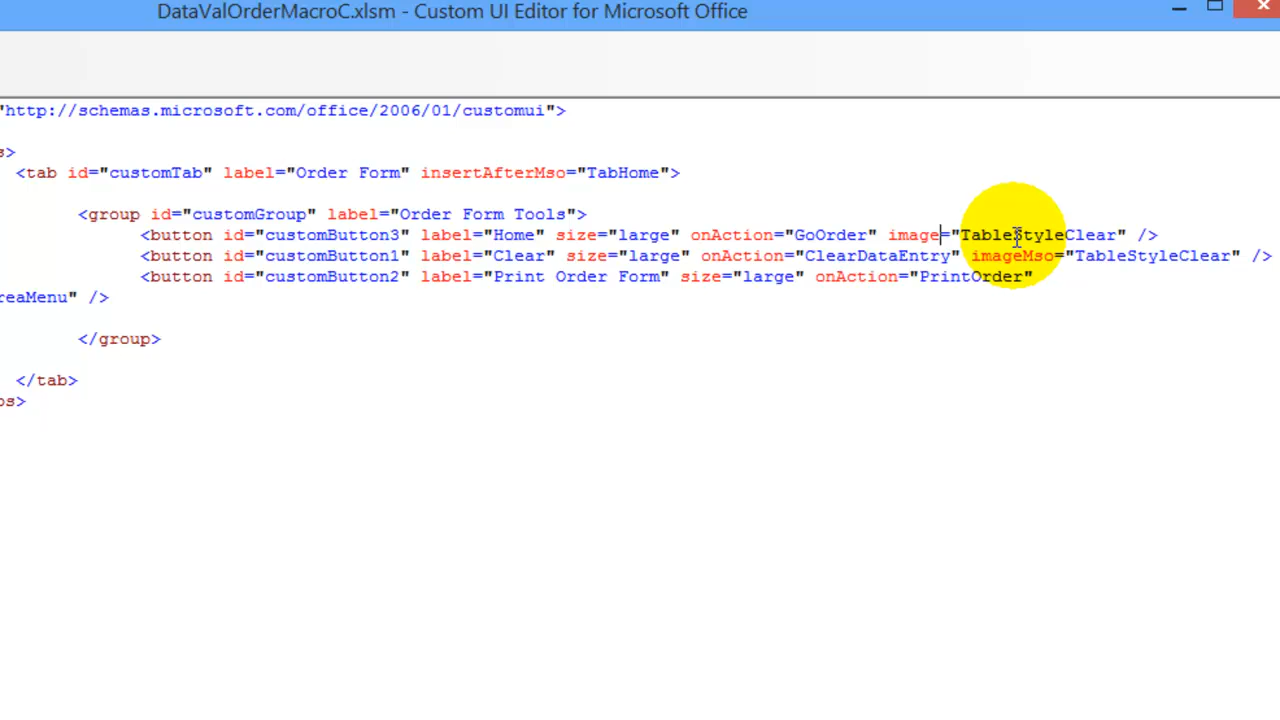 DataValOrderMacroC.xlsm - Custom UI Editor for Microsoft Office
"http://schemas.microsoft.com/office/2006/01/customui">
s>
<tab id="customTab" label="Order Form" insertAfterMso="TabHome">
<group id="customGroup" label="Order Form Tools">
<button id="customButton3" label="Home" size="large" onAction="GoOrder" image="TableStyleClear" />
<button id="customButton1" label="Clear" size="large" onAction="ClearDataEntry" imageMso="TableStyleClear" />
<button id="customButton2" label="Print Order Form" size="large" onAction="PrintOrder"
reaMenu" />
</group>
</tab>
os>